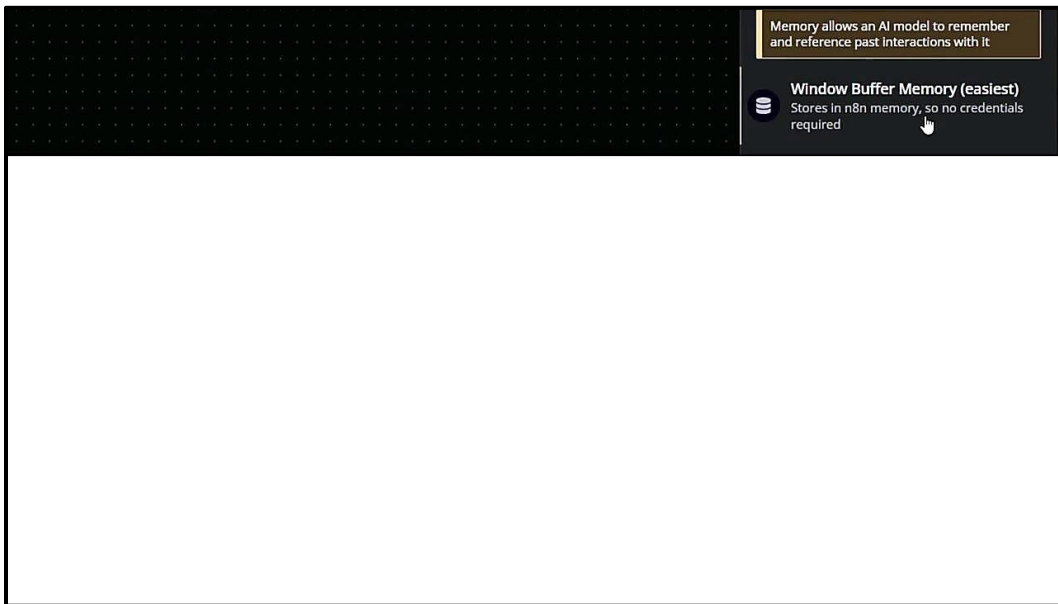 Memory allows an AI model to remember
and reference past interactions with it
Window Buffer Memory (easiest)
Stores in n8n memory, so no credentials
required